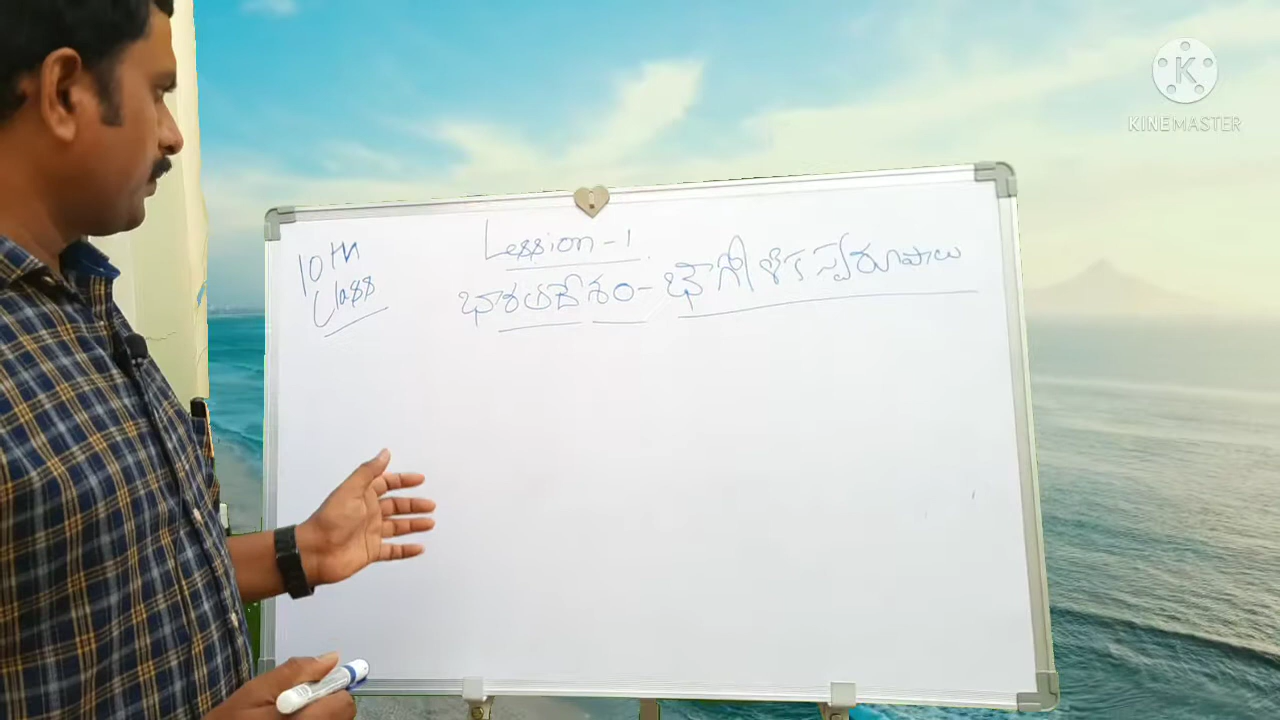 10th
Class
Lession-1.
భారతదేశం- భౌగోళిక స్వరూపాలు
K
KINEMASTER